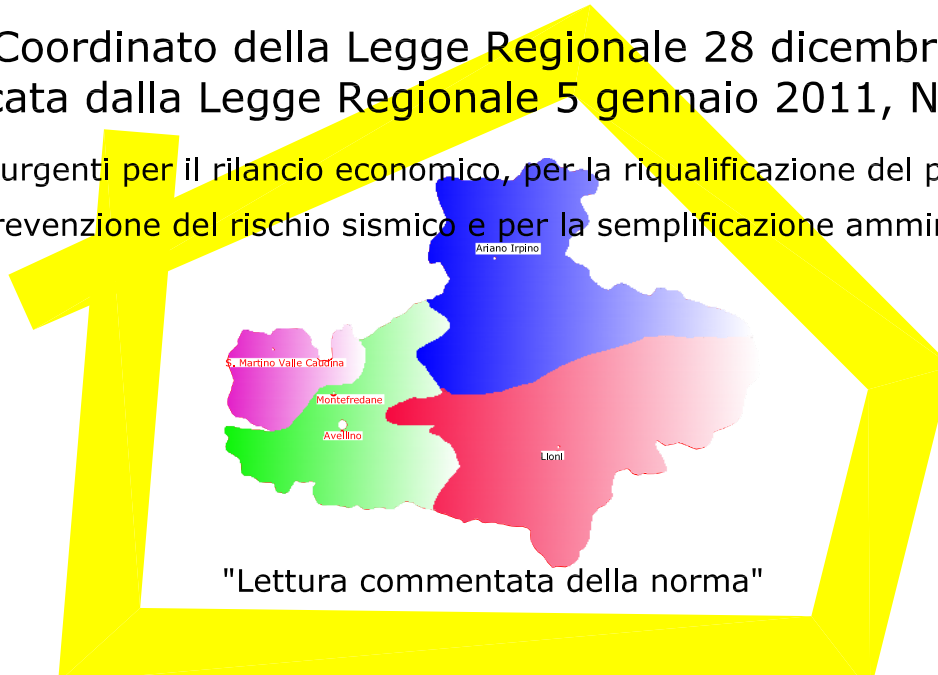 Coordinato della Legge Regionale 28 dicembr
cata dalla Legge Regionale 5 gennaio 2011, N
urgenti per il rilancio economico, per la riqualificazione del p
revenzione del rischio sismico e per la semplificazione ammi
Ariano Irpino
S. Martino Valle Caudina
Montefredane
Avellino
Lioni
"Lettura commentata della norma"